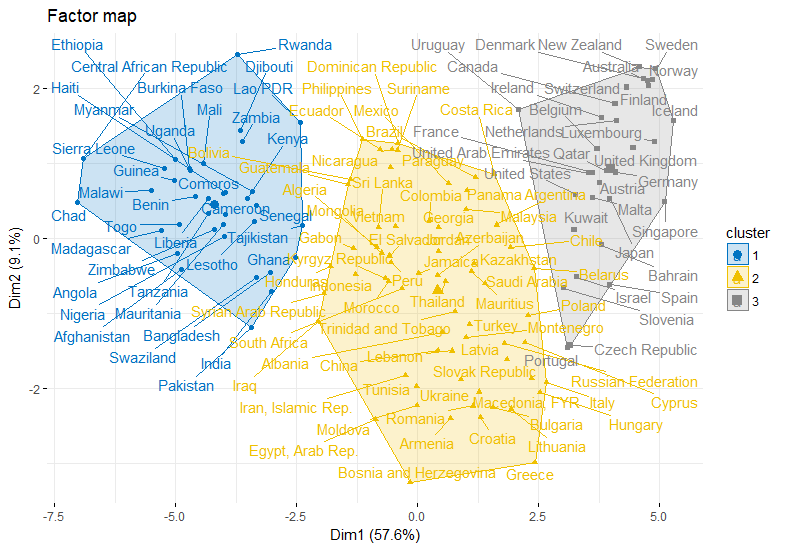 Factor map
Ethiopia
Rwanda
Uruguay
Denmark
New Zealand
Sweden
Central African Republic
Djibouti
Dominican Republic
Canada
Australia
Norway
Haiti
Burkina Faso
Lao PDR
Philippines
Suriname
Ireland
Switzerland
Finland
Myanmar
Mali
Zambia
Ecuador
Mexico
Costa Rica
Belgium
Iceland
Uganda
Kenya
Brazil
France
Netherlands
Luxembourg
Sierra Leone
Bolivia
Nicaragua
Paraguay
United Arab Emirates
Qatar
United Kingdom
Guinea
Guatemala
United States
Germany
Malawi
Comoros
Algeria
Sri Lanka
Colombia
Panama
Argentina
Austria
Benin
Cameroon
Mongolia
Vietnam
Georgia
Malaysia
Kuwait
Malta
Chad
Togo
Senegal
Singapore
Madagascar
Liberia
Tajikistan
Gabon
El Salvador
Jordan
Azerbaijan
Chile
Japan
Zimbabwe
Lesotho
Ghana
Kyrgyz Republic
Jamaica
Kazakhstan
Belarus
Bahrain
Angola
Tanzania
Honduras
Indonesia
Peru
Saudi Arabia
Israel
Spain
Nigeria
Mauritania
Syrian Arab Republic
Morocco
Thailand
Mauritius
Poland
Slovenia
Afghanistan
Bangladesh
South Africa
Trinidad and Tobago
Turkey
Montenegro
Swaziland
India
Albania
China
Lebanon
Latvia
Portugal
Czech Republic
Pakistan
Iraq
Tunisia
Slovak Republic
Russian Federation
Iran, Islamic Rep.
Ukraine
Macedonia, FYR
Italy
Cyprus
Moldova
Romania
Bulgaria
Hungary
Egypt, Arab Rep.
Armenia
Croatia
Lithuania
Bosnia and Herzegovina
Greece
2
0
-2
-7.5
-5.0
-2.5
0.0
2.5
5.0
Dim1 (57.6%)
Dim2 (9.1%)
cluster
1
2
3